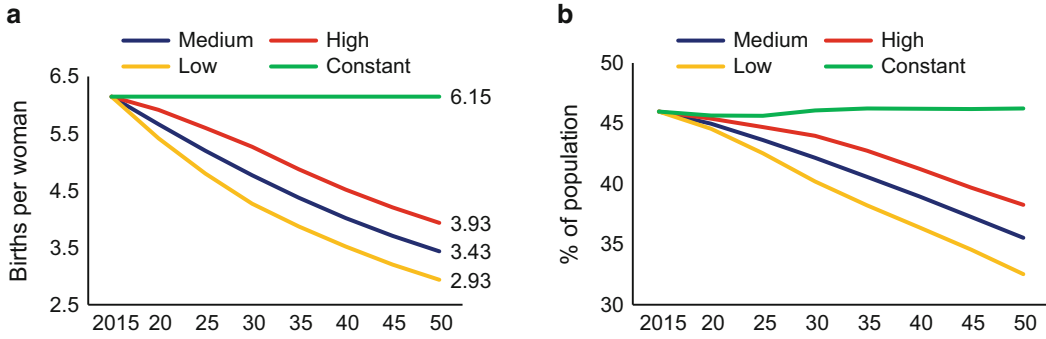 a
Medium High
Low Constant
6.5
5.5
4.5
3.5
2.5
Births per woman
6.15
3.93
3.43
2.93
2015 20 25 30 35 40 45 50
b
Medium High
Low Constant
50
45
40
35
30
% of population
2015 20 25 30 35 40 45 50